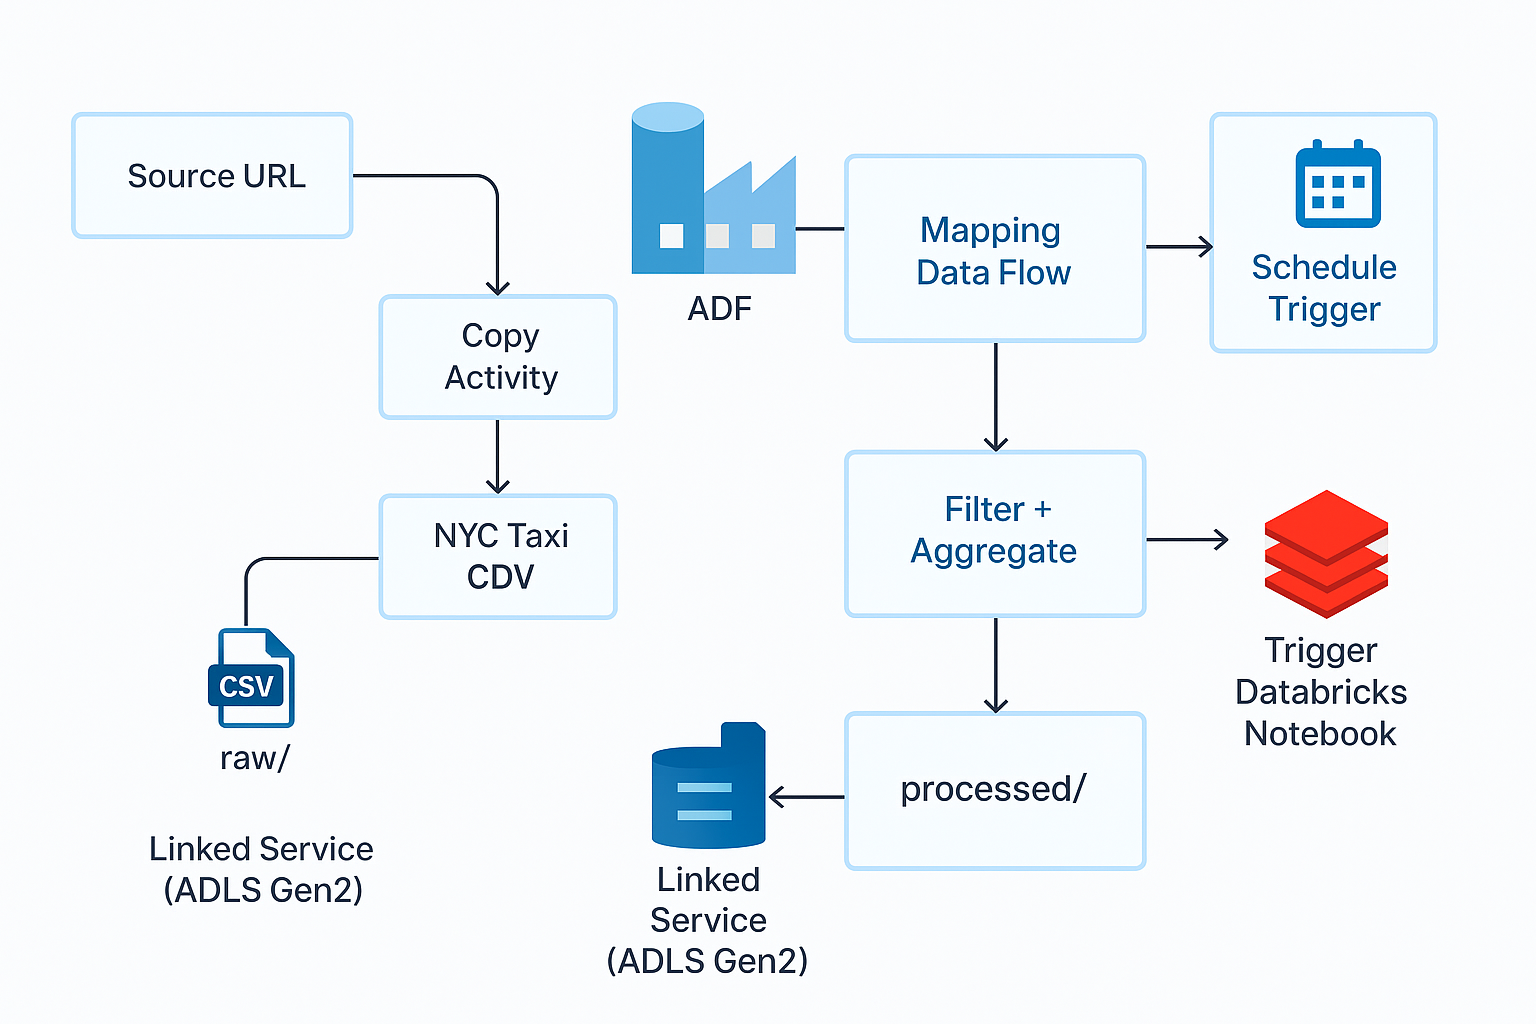 Source URL
Copy
Activity
NYC Taxi
CDV
CSV
raw/
Linked Service
(ADLS Gen2)
ADF
Mapping
Data Flow
Schedule
Trigger
Filter +
Aggregate
Trigger
Databricks
Notebook
processed/
Linked
Service
(ADLS Gen2)